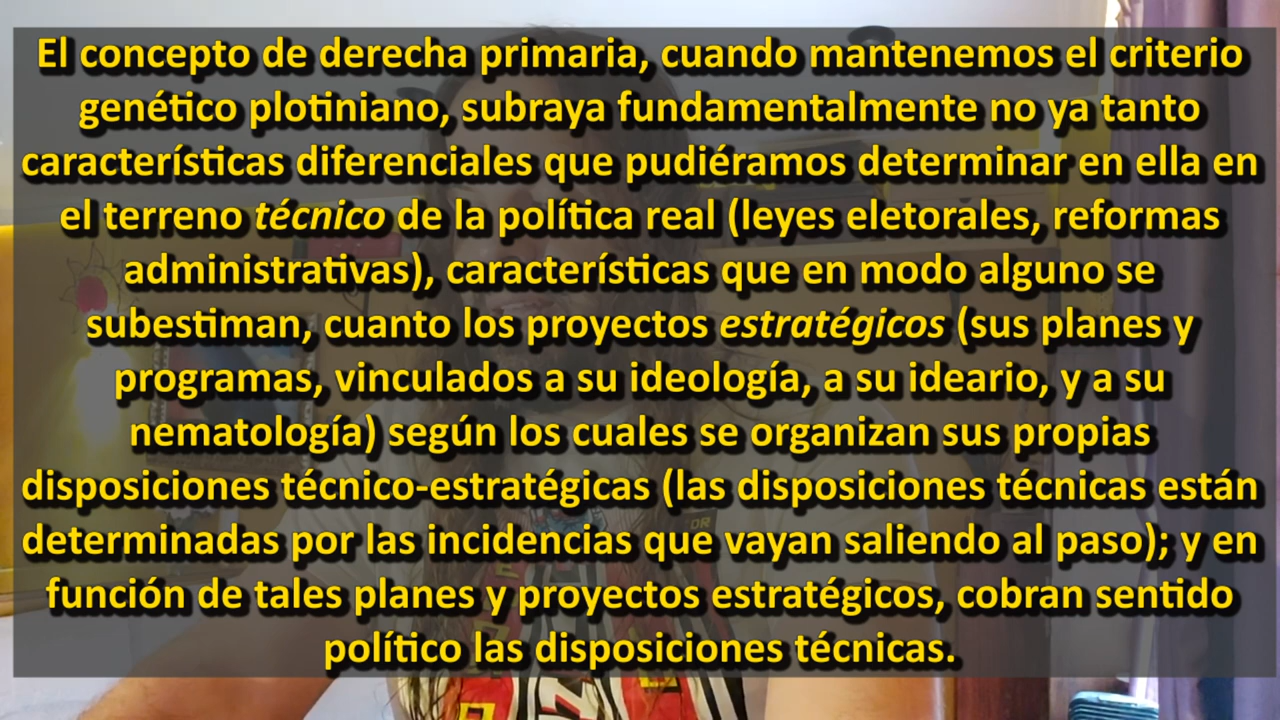 El concepto de derecha primaria, cuando mantenemos el criterio
genético plotiniano, subraya fundamentalmente no ya tanto
características diferenciales que pudiéramos determinar en ella en
el terreno técnico de la política real (leyes eletorales, reformas
administrativas), características que en modo alguno se
subestiman, cuanto los proyectos estratégicos (sus planes y
programas, vinculados a su ideología, a su ideario, y a su
nematología) según los cuales se organizan sus propias
disposiciones técnico-estratégicas (las disposiciones técnicas están
determinadas por las incidencias que vayan saliendo al paso); y en
función de tales planes y proyectos estratégicos, cobran sentido
político las disposiciones técnicas.